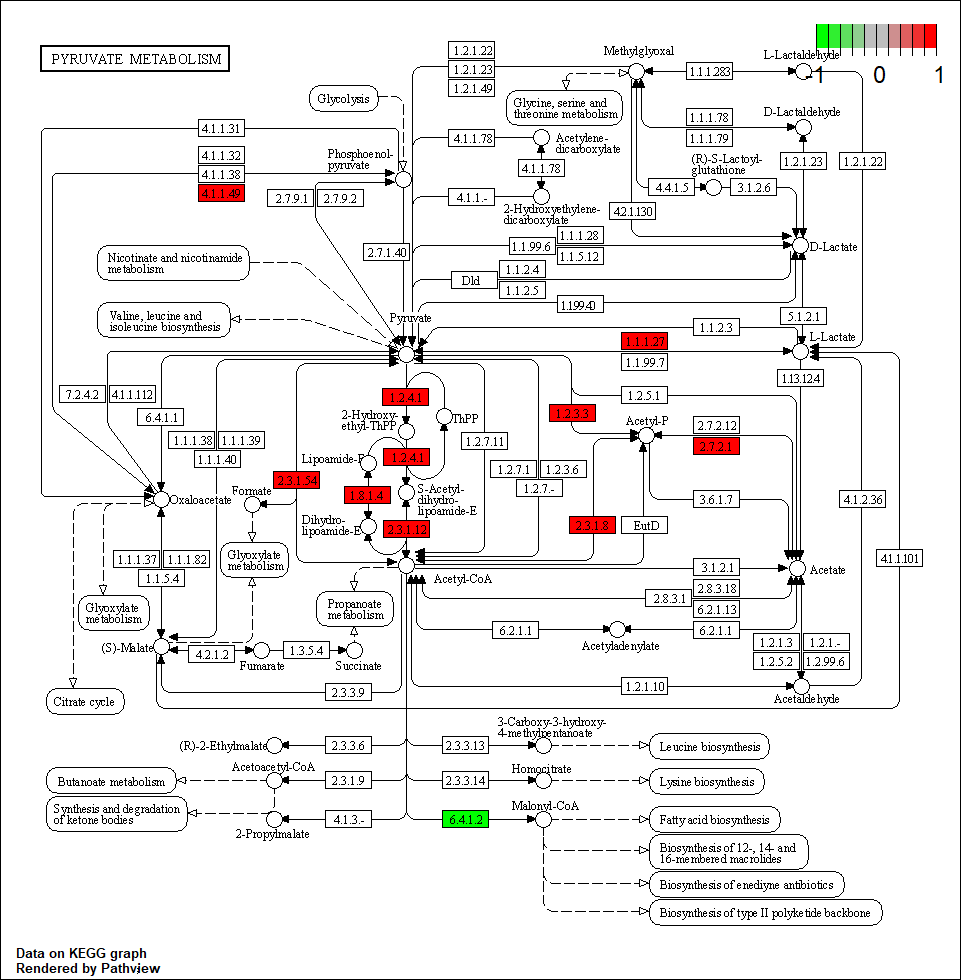 PYRUVATE METABOLISM
-1 0 1
1.2.1.22
1.2.1.23
1.2.1.49
Methylglyoxal
1.1.1.283
L-Lactaldehyde
Glycolysis
Glycine, serine and
threonine metabolism
1.1.1.78
1.1.1.79
D-Lactaldehyde
4.1.1.31
4.1.1.32
4.1.1.38
4.1.1.49
Phosphoenol-
pyruvate
4.1.1.78
Acetylene-
dicarboxylate
4.1.1.78
(R)-S-Lactoyl-
glutathione
1.2.1.23
1.2.1.22
2.7.9.1
2.7.9.2
4.1.1.-
2-Hydroxyethylene-
dicarboxylate
4.4.1.5
3.1.2.6
4.2.1.130
2.7.1.40
1.1.99.6
1.1.1.28
1.1.5.12
D-Lactate
Nicotinate and nicotinamide
metabolism
Dld
1.1.2.4
1.1.2.5
1.1.99.40
Valine, leucine and
isoleucine biosynthesis
Pyruvate
5.1.2.1
1.1.2.3
1.1.1.27
1.1.99.7
L-Lactate
1.13.12.4
7.2.4.2
4.1.1.112
6.4.1.1
1.2.4.1
1.2.5.1
2-Hydroxy-
ethyl-ThPP
ThPP
1.2.3.3
Acetyl-P
2.7.2.12
2.7.2.1
1.1.1.38
1.1.1.39
1.1.1.40
1.2.7.11
Lipoamide-E
1.2.4.1
1.2.7.1
1.2.3.6
1.2.7.-
2.3.1.54
Formate
1.8.1.4
S-Acetyl-
dihydro-
lipoamide-E
Oxaloacetate
3.6.1.7
4.1.2.36
Dihydro-
lipoamide-E
2.3.1.12
2.3.1.8
EutD
1.1.1.37
1.1.1.82
1.1.5.4
Glyoxylate
metabolism
4.1.1.101
Acetyl-CoA
3.1.2.1
Acetate
Glyoxylate
metabolism
Propanoate
metabolism
2.8.3.1
2.8.3.18
6.2.1.13
6.2.1.1
Acetyladenylate
6.2.1.1
(S)-Malate
4.2.1.2
Fumarate
1.3.5.4
Succinate
1.2.1.3
1.2.1.-
1.2.5.2
1.2.99.6
2.3.3.9
1.2.1.10
Acetaldehyde
Citrate cycle
(R)-2-Ethylmalate
2.3.3.6
2.3.3.13
3-Carboxy-3-hydroxy-
4-methylpentanoate
Leucine biosynthesis
Butanoate metabolism
Acetoacetyl-CoA
2.3.1.9
2.3.3.14
Homocitrate
Lysine biosynthesis
Synthesis and degradation
of ketone bodies
2-Propylmalate
4.1.3.-
6.4.1.2
Malonyl-CoA
Fatty acid biosynthesis
Biosynthesis of 12-, 14- and
16-membered macrolides
Biosynthesis of enediyne antibiotics
Biosynthesis of type II polyketide backbone
Data on KEGG graph
Rendered by Pathview